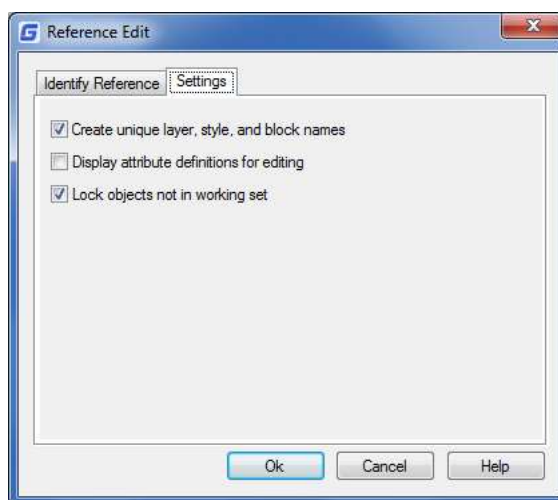 Reference Edit
Identify Reference Settings
Create unique layer, style, and block names
Display attribute definitions for editing
Lock objects not in working set
Ok Cancel Help